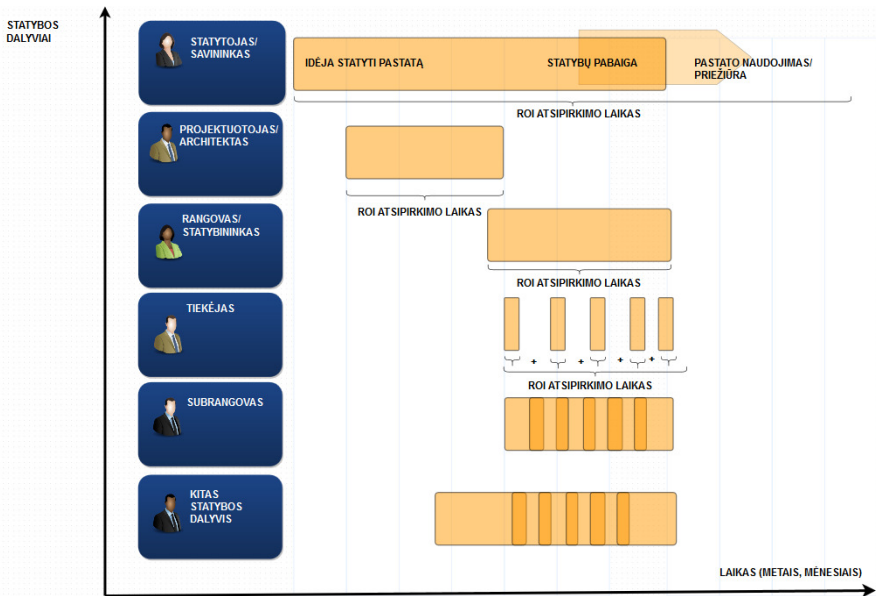 STATYBOS
DALYVIAI
STATYTOJAS/
SAVININKAS
IDĖJA STATYTI PASTATĄ
STATYBŲ PABAIGA
PASTATO NAUDOJIMAS/
PRIEŽIŪRA
ROI ATSIPIRKIMO LAIKAS
PROJEKTUOTOJAS/
ARCHITEKTAS
ROI ATSIPIRKIMO LAIKAS
RANGOVAS/
STATYBININKAS
ROI ATSIPIRKIMO LAIKAS
TIEKĖJAS
+ + + +
ROI ATSIPIRKIMO LAIKAS
SUBRANGOVAS
KITAS
STATYBOS
DALYVIS
LAIKAS (METAIS, MĖNESIAIS)